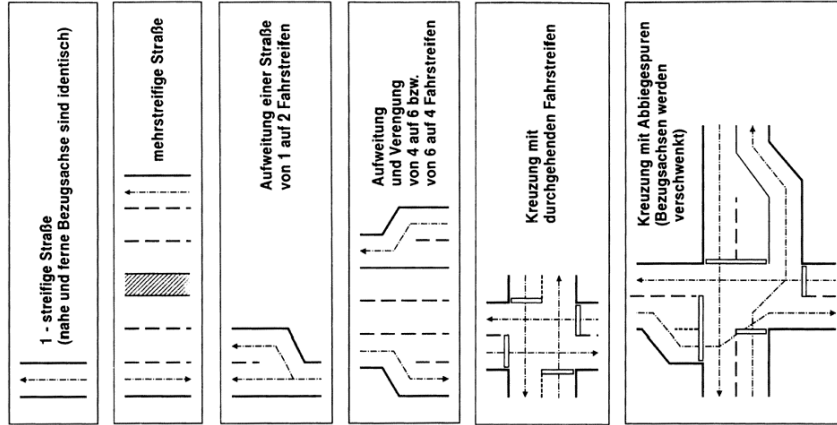 1 - streifige Straße
(nahe und ferne Bezugsachse sind identisch)
mehrstreifige Straße
Aufweitung einer Straße
von 1 auf 2 Fahrstreifen
Aufweitung
und Verengung
von 4 auf 6 bzw.
von 6 auf 4 Fahrstreifen
Kreuzung mit
durchgehenden Fahrstreifen
Kreuzung mit Abbiegespuren
(Bezugsachsen werden
verschwenkt)